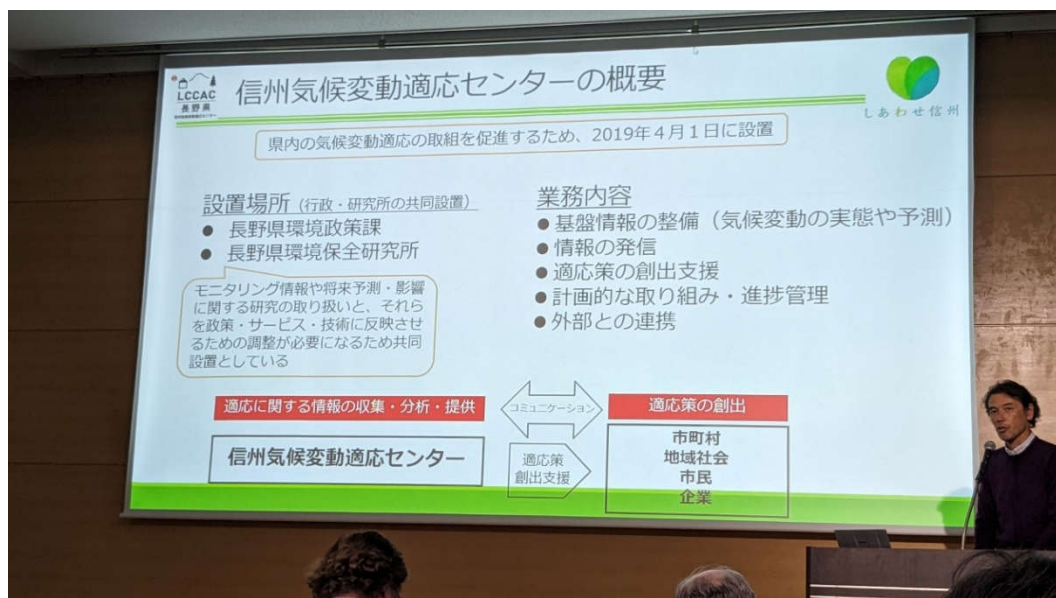 LCCAC
長野県
信州気候変動適応センターの概要
しあわせ信州
県内の気候変動適応の取組を促進するため、2019年4月1日に設置
設置場所（行政・研究所の共同設置）
● 長野県環境政策課
● 長野県環境保全研究所
モニタリング情報や将来予測・影響
に関する研究の取り扱いと、それら
を政策・サービス・技術に反映させ
るための調整が必要になるため共同
設置としている
業務内容
● 基盤情報の整備（気候変動の実態や予測）
● 情報の発信
● 適応策の創出支援
● 計画的な取り組み・進捗管理
● 外部との連携
適応に関する情報の収集・分析・提供
コミュニケーション
適応策の創出
信州気候変動適応センター
適応策
創出支援
市町村
地域社会
市民
企業